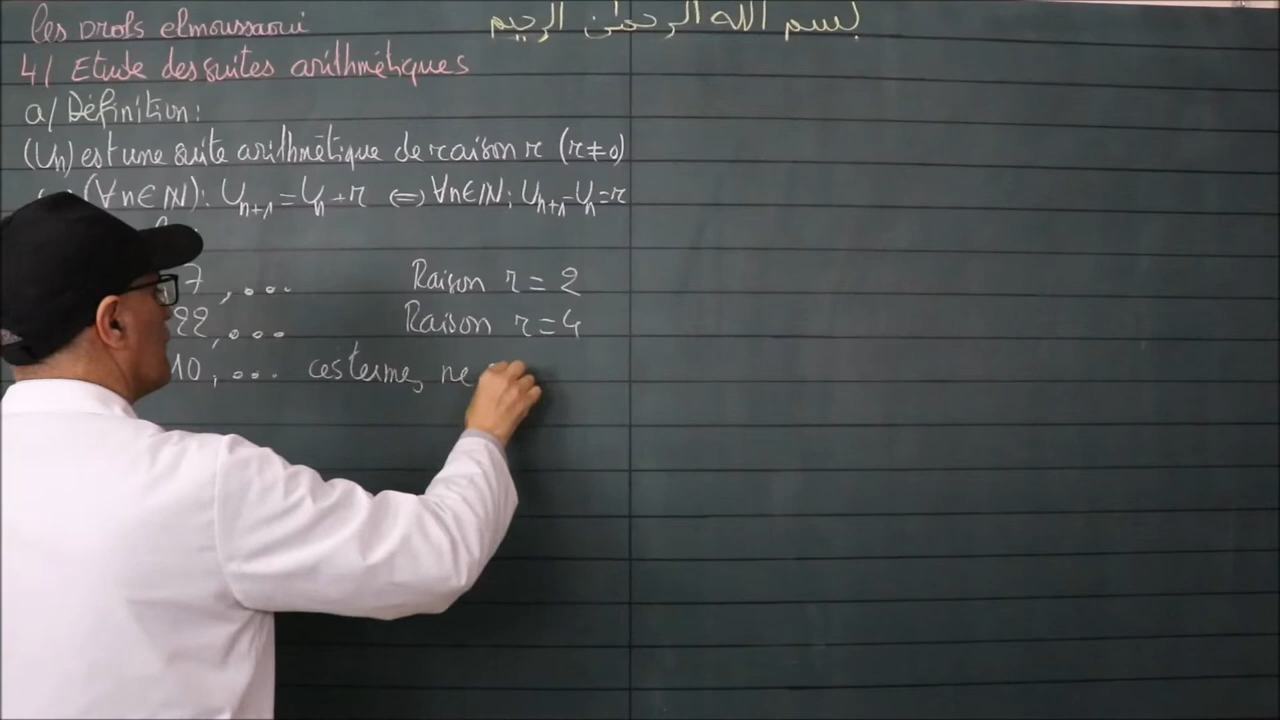 les profs elmoussaoui
بسم الله الرحمان الرحيم
4/ Etude des suites arithmétiques
a/ Définition:
(Un) est une suite arithmétique de raison r (r≠0)
(∀n∈ℕ): Un+1 = Un + r ⇔ ∀n∈ℕ; Un+1 - Un = r
7, ... Raison r = 2
22, ... Raison r = 4
10, ... ces termes ne